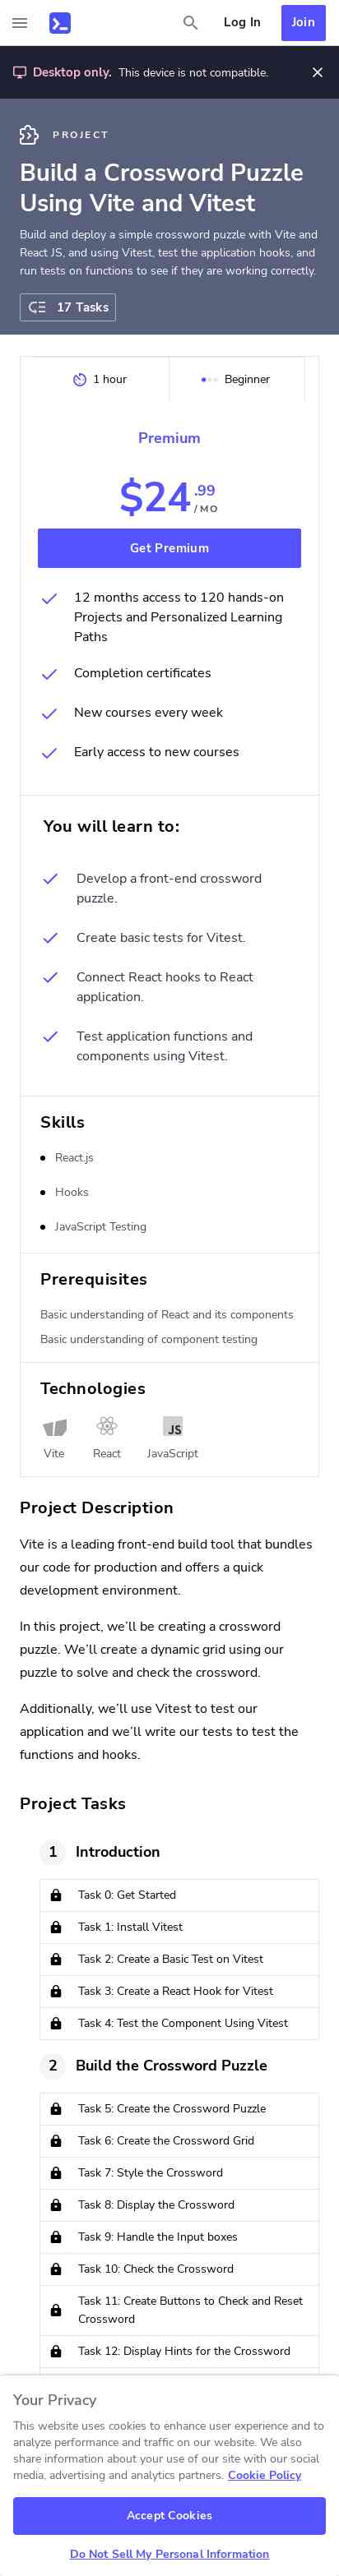 Log In
Join
Desktop only. This device is not compatible.
PROJECT
Build a Crossword Puzzle
Using Vite and Vitest
Build and deploy a simple crossword puzzle with Vite and
React JS, and using Vitest, test the application hooks, and
run tests on functions to see if they are working correctly.
17 Tasks
1 hour
Beginner
Premium
$24.99
/ MO
Get Premium
12 months access to 120 hands-on
Projects and Personalized Learning
Paths
Completion certificates
New courses every week
Early access to new courses
You will learn to:
Develop a front-end crossword
puzzle.
Create basic tests for Vitest.
Connect React hooks to React
application.
Test application functions and
components using Vitest.
Skills
React.js
Hooks
JavaScript Testing
Prerequisites
Basic understanding of React and its components
Basic understanding of component testing
Technologies
JS
Vite
React
JavaScript
Project Description
Vite is a leading front-end build tool that bundles
our code for production and offers a quick
development environment.
In this project, we’ll be creating a crossword
puzzle. We’ll create a dynamic grid using our
puzzle to solve and check the crossword.
Additionally, we’ll use Vitest to test our
application and we’ll write our tests to test the
functions and hooks.
Project Tasks
1 Introduction
Task 0: Get Started
Task 1: Install Vitest
Task 2: Create a Basic Test on Vitest
Task 3: Create a React Hook for Vitest
Task 4: Test the Component Using Vitest
2 Build the Crossword Puzzle
Task 5: Create the Crossword Puzzle
Task 6: Create the Crossword Grid
Task 7: Style the Crossword
Task 8: Display the Crossword
Task 9: Handle the Input boxes
Task 10: Check the Crossword
Task 11: Create Buttons to Check and Reset
Crossword
Task 12: Display Hints for the Crossword
Your Privacy
This website uses cookies to enhance user experience and to
analyze performance and traffic on our website. We also
share information about your use of our site with our social
media, advertising and analytics partners. Cookie Policy
Accept Cookies
Do Not Sell My Personal Information